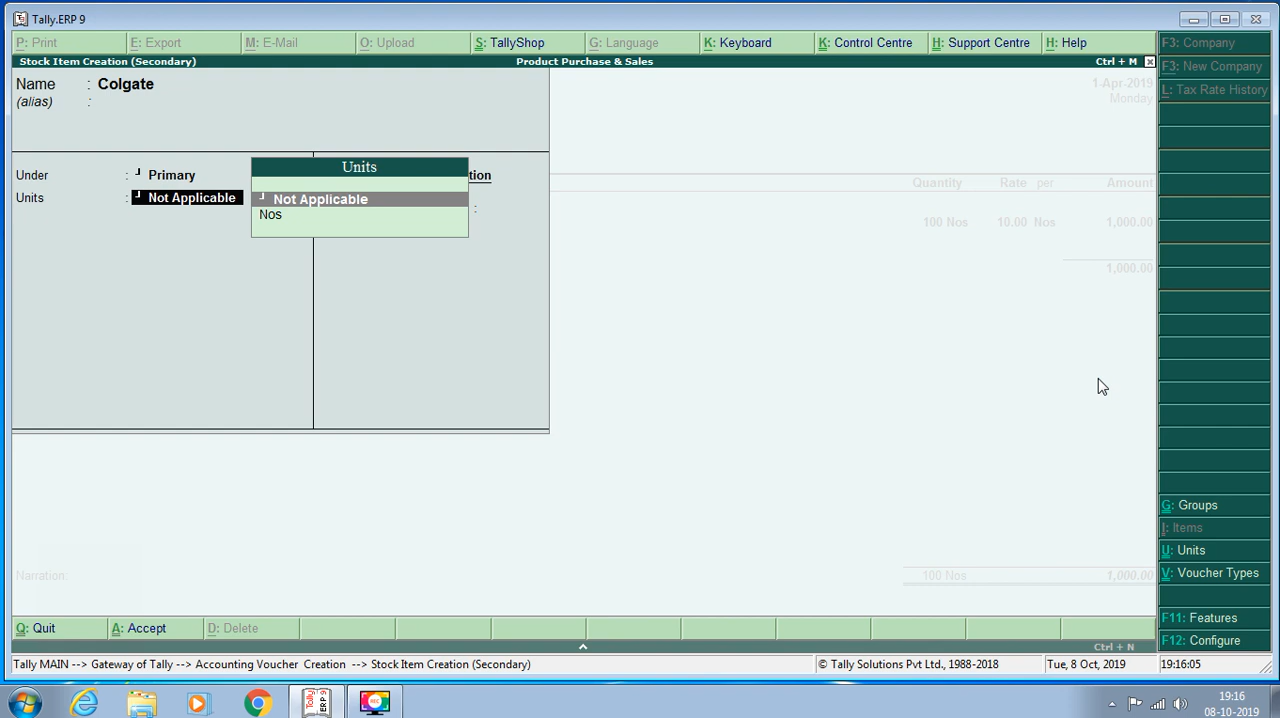 Tally.ERP 9
P: Print E: Export M: E-Mail O: Upload S: TallyShop G: Language K: Keyboard K: Control Centre H: Support Centre H: Help
F3: Company
F3: New Company
L: Tax Rate History
Stock Item Creation (Secondary) Product Purchase & Sales Ctrl + M
Name : Colgate
(alias) :
1-Apr-2019
Monday
Under : Primary
Units : Not Applicable
Units
Not Applicable
Nos
tion
:
Quantity Rate per Amount
100 Nos 10.00 Nos 1,000.00
1,000.00
G: Groups
I: Items
U: Units
V: Voucher Types
F11: Features
F12: Configure
Narration: 100 Nos 1,000.00
Q: Quit A: Accept D: Delete
Ctrl + N
Tally MAIN --> Gateway of Tally --> Accounting Voucher Creation --> Stock Item Creation (Secondary) © Tally Solutions Pvt Ltd., 1988-2018 Tue, 8 Oct, 2019 19:16:05
Tally ERP 9
REC
19:16
08-10-2019